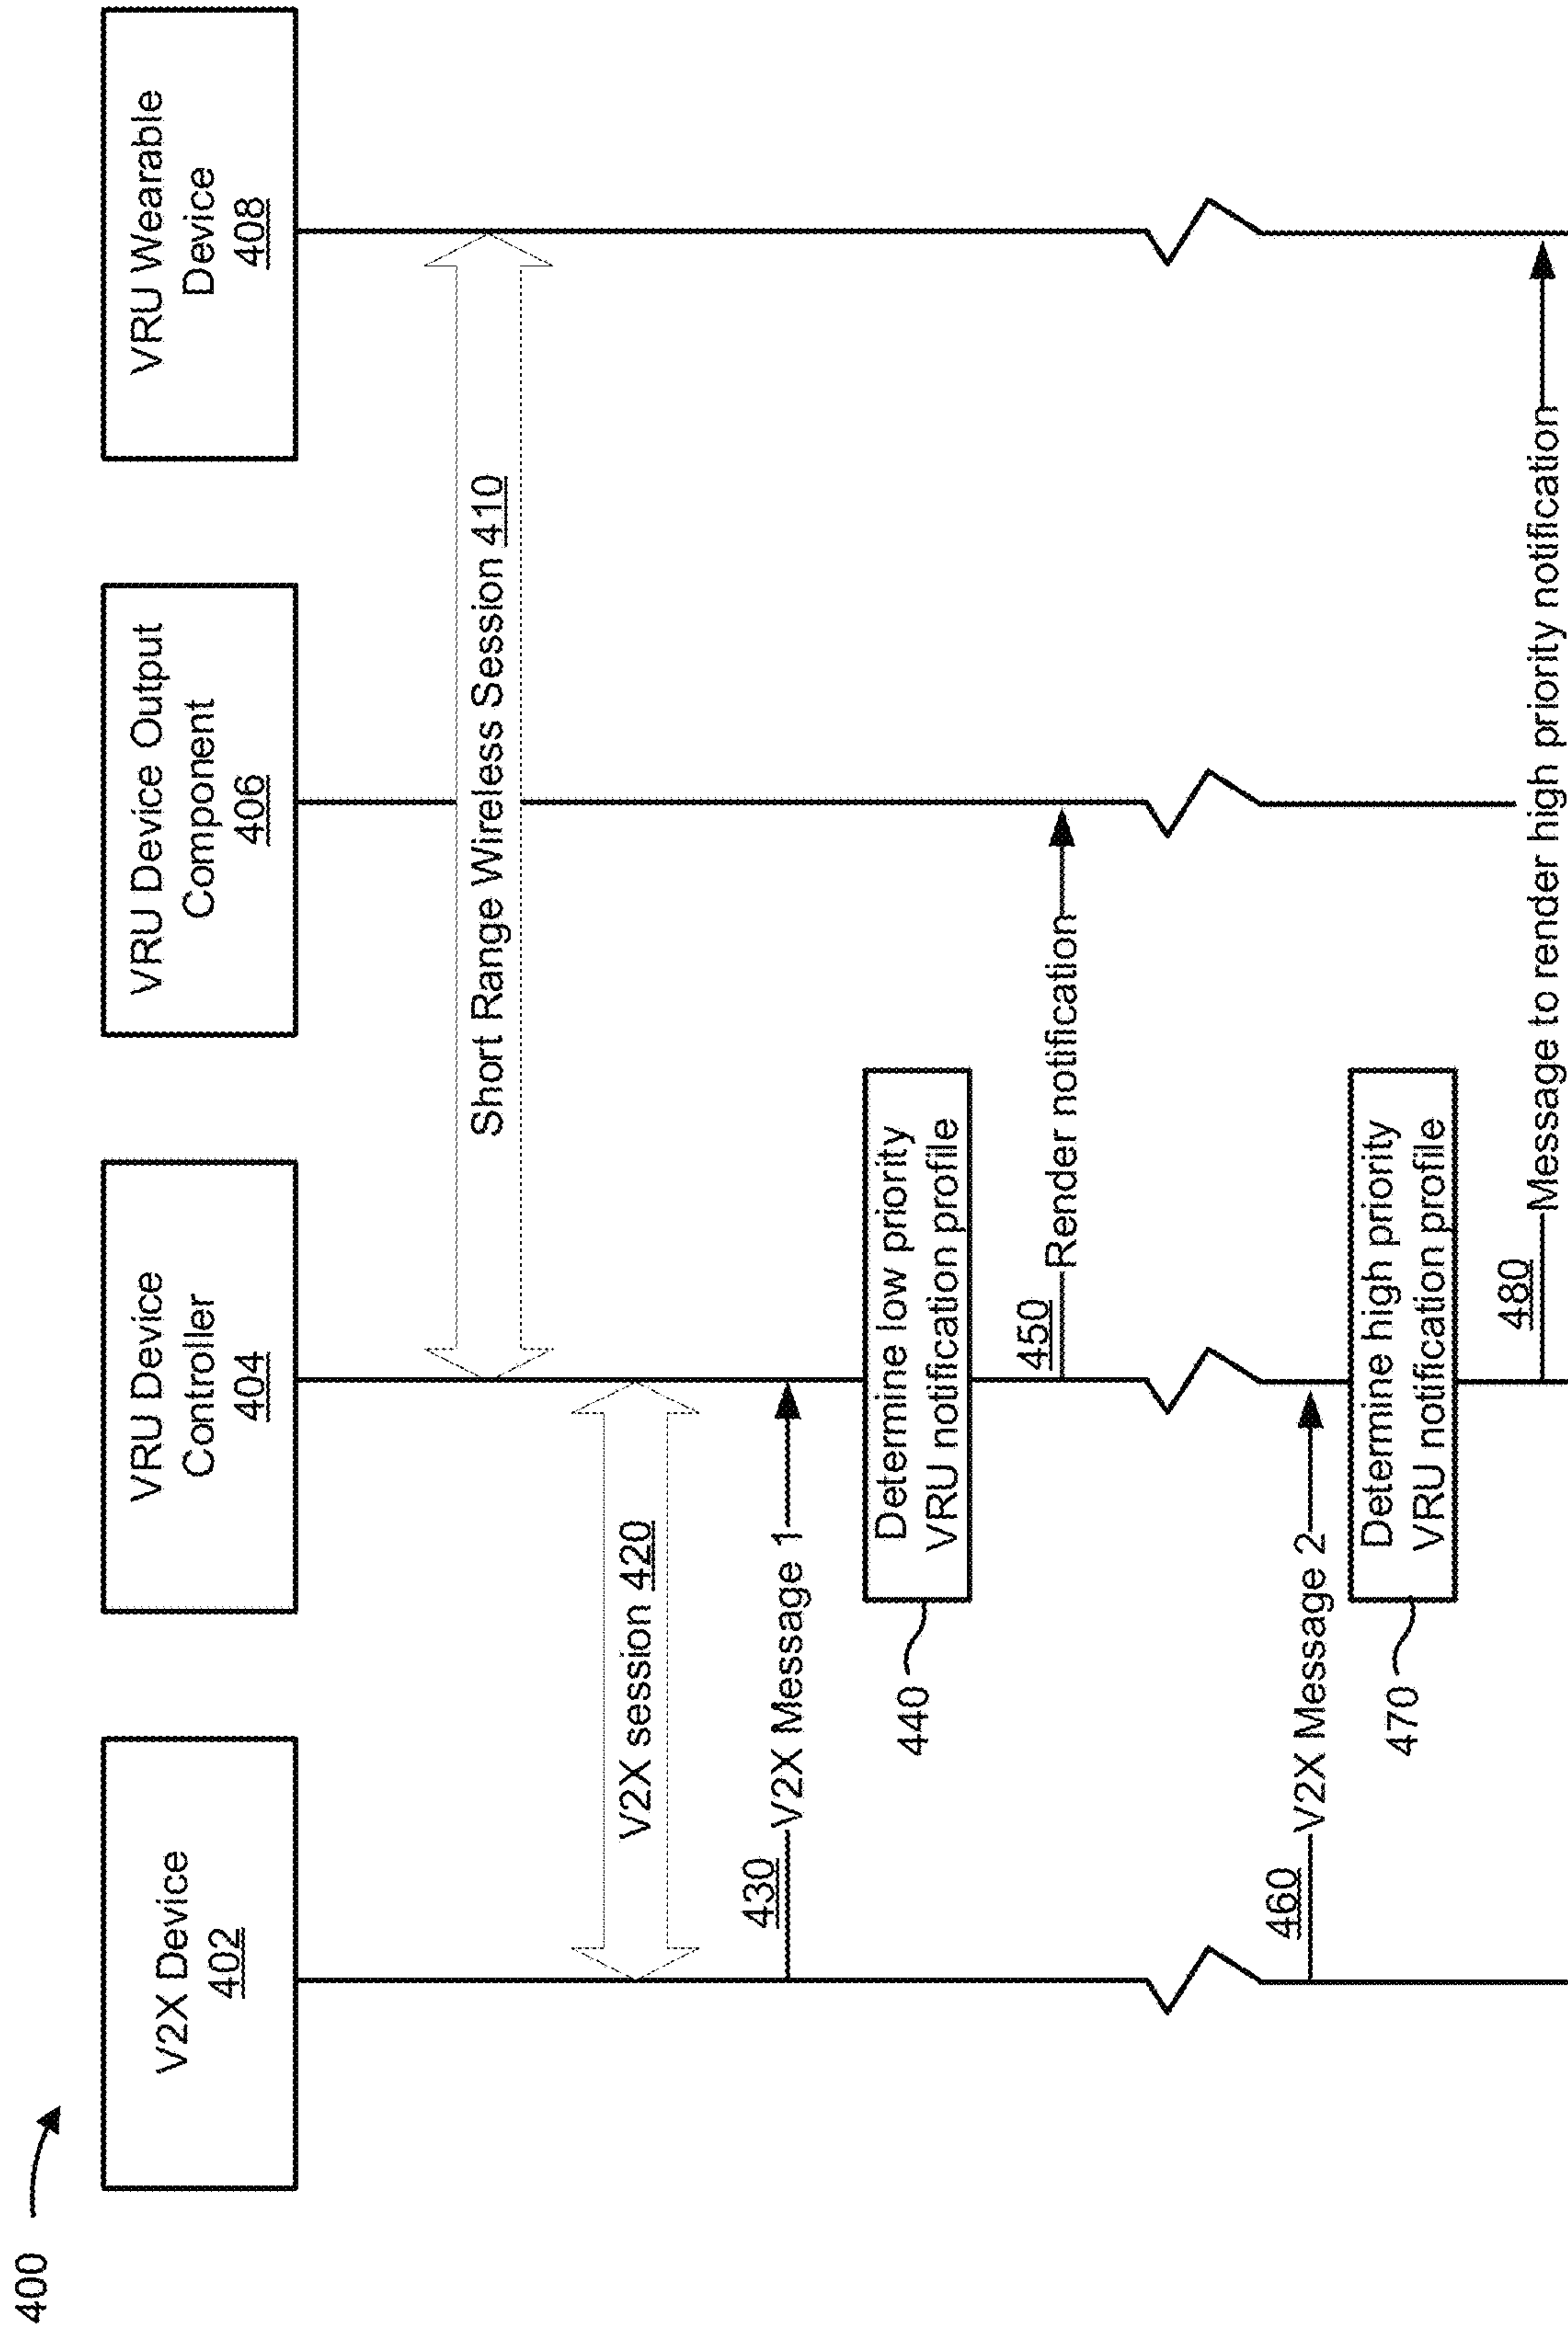 400
V2X Device
402
VRU Device
Controller
404
VRU Device Output
Component
406
VRU Wearable
Device
408
Short Range Wireless Session 410
V2X session 420
430
V2X Message 1
Determine low priority
VRU notification profile
440
450
Render notification
460
V2X Message 2
Determine high priority
VRU notification profile
470
480
Message to render high priority notification